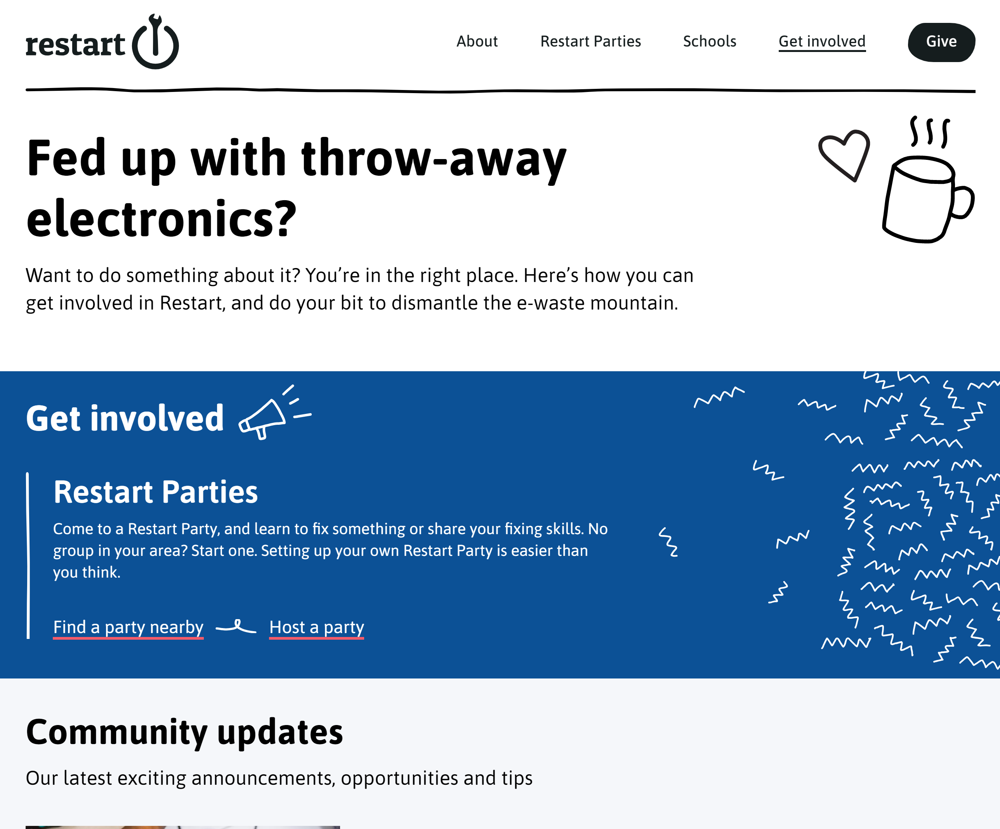 restart
About Restart Parties Schools Get involved Give
Fed up with throw-away
electronics?
Want to do something about it? You’re in the right place. Here’s how you can
get involved in Restart, and do your bit to dismantle the e-waste mountain.
Get involved
Restart Parties
Come to a Restart Party, and learn to fix something or share your fixing skills. No
group in your area? Start one. Setting up your own Restart Party is easier than
you think.
Find a party nearby Host a party
Community updates
Our latest exciting announcements, opportunities and tips